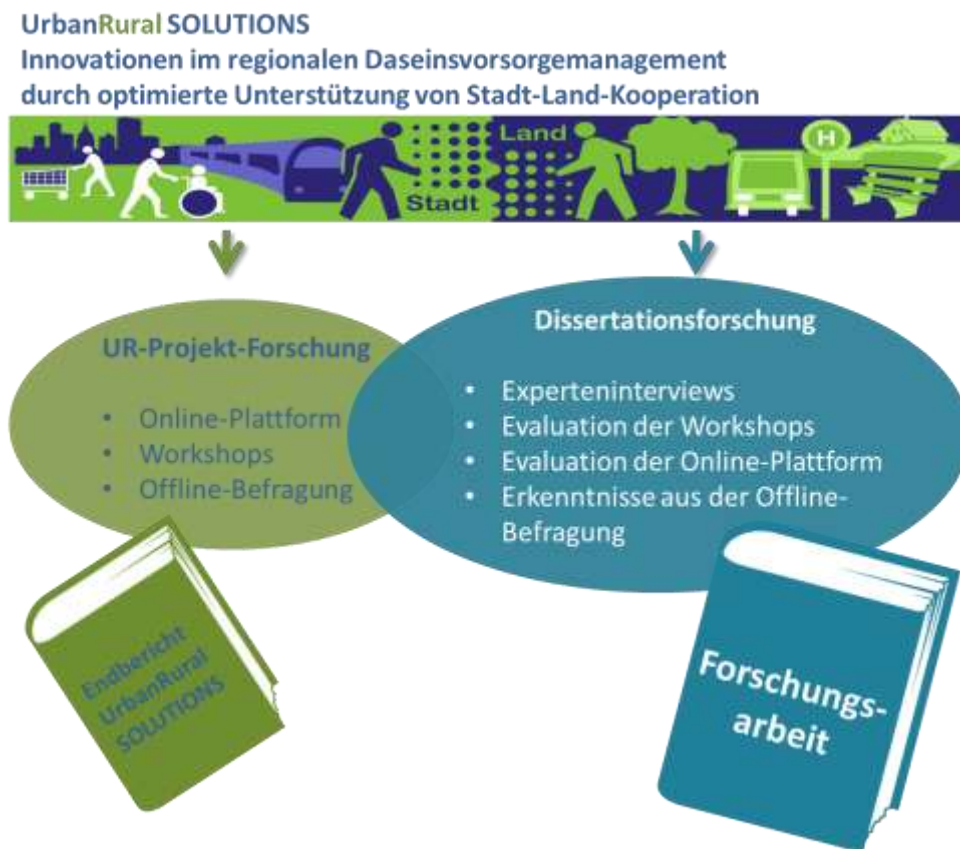 UrbanRural SOLUTIONS
Innovationen im regionalen Daseinsvorsorgemanagement
durch optimierte Unterstützung von Stadt-Land-Kooperation
Stadt
Land
H
UR-Projekt-Forschung
• Online-Plattform
• Workshops
• Offline-Befragung
Dissertationsforschung
• Experteninterviews
• Evaluation der Workshops
• Evaluation der Online-Plattform
• Erkenntnisse aus der Offline-
Befragung
Endbericht
UrbanRural
SOLUTIONS
Forschungs-
arbeit